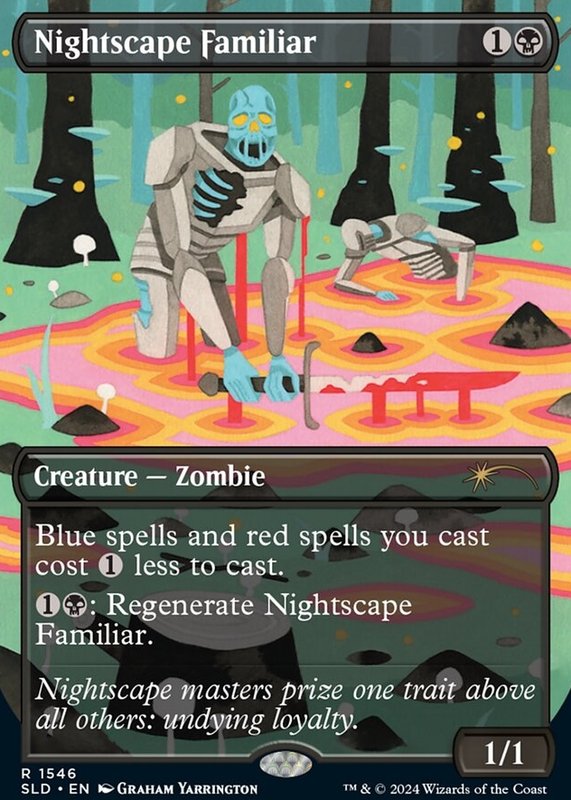 Nightscape Familiar 1
Creature — Zombie
Blue spells and red spells you cast
cost 1 less to cast.
1: Regenerate Nightscape
Familiar.
Nightscape masters prize one trait above
all others: undying loyalty.
1/1
R 1546
SLD • EN Graham Yarrington
™ & © 2024 Wizards of the Coast